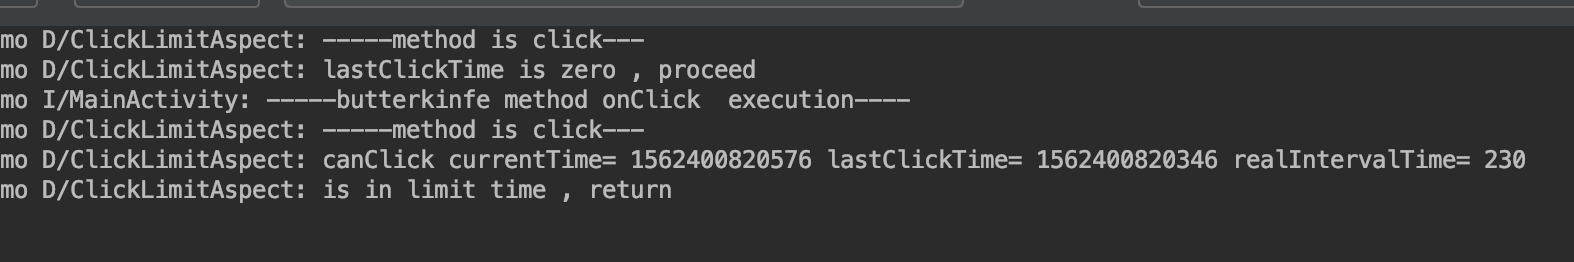 mo D/ClickLimitAspect: -----method is click---
mo D/ClickLimitAspect: lastClickTime is zero , proceed
mo I/MainActivity: -----butterkinfe method onClick  execution----
mo D/ClickLimitAspect: -----method is click---
mo D/ClickLimitAspect: canClick currentTime= 1562400820576 lastClickTime= 1562400820346 realIntervalTime= 230
mo D/ClickLimitAspect: is in limit time , return